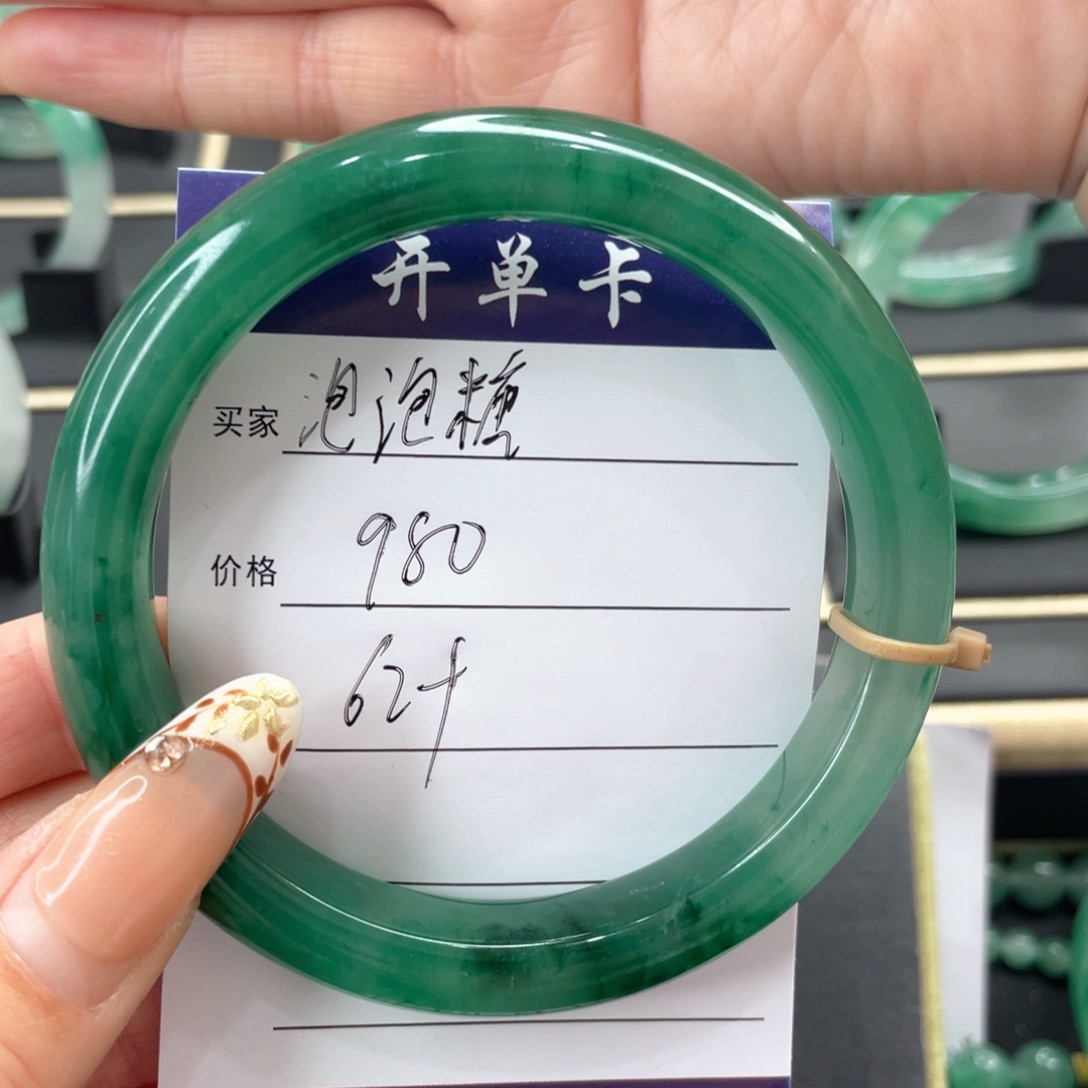 开单卡
买家 泡泡糖
价格 980
62+